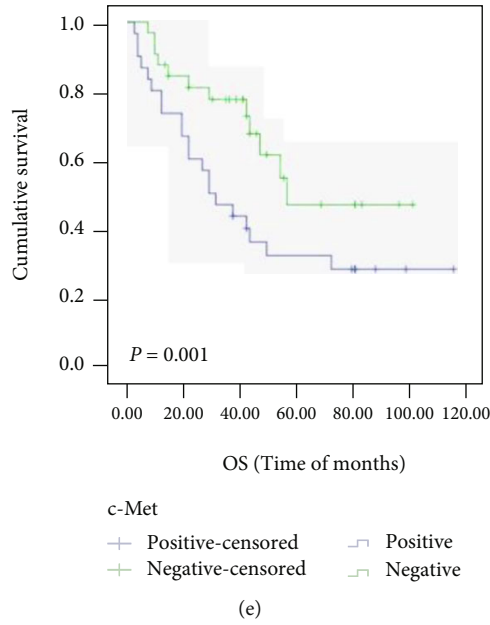 Cumulative survival
1.0
0.8
0.6
0.4
0.2
0.0
P = 0.001
0.00 20.00 40.00 60.00 80.00 100.00 120.00
OS (Time of months)
c-Met
Positive-censored Positive
Negative-censored Negative
(e)